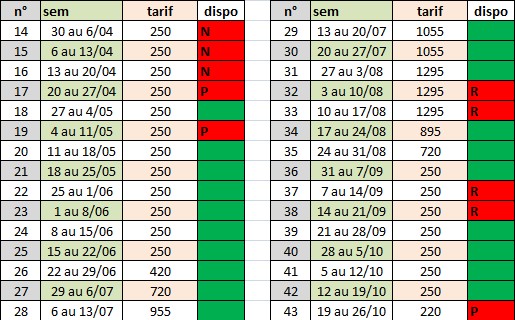 n° sem tarif dispo
14 30 au 6/04 250 N
15 6 au 13/04 250 N
16 13 au 20/04 250 N
17 20 au 27/04 250 P
18 27 au 4/05 250
19 4 au 11/05 250 P
20 11 au 18/05 250
21 18 au 25/05 250
22 25 au 1/06 250
23 1 au 8/06 250
24 8 au 15/06 250
25 15 au 22/06 250
26 22 au 29/06 420
27 29 au 6/07 720
28 6 au 13/07 955
n° sem tarif dispo
29 13 au 20/07 1055
30 20 au 27/07 1055
31 27 au 3/08 1295
32 3 au 10/08 1295 R
33 10 au 17/08 1295 R
34 17 au 24/08 895
35 24 au 31/08 720
36 31 au 7/09 250
37 7 au 14/09 250 R
38 14 au 21/09 250 R
39 21 au 28/09 250
40 28 au 5/10 250
41 5 au 12/10 250
42 12 au 19/10 250
43 19 au 26/10 220 P